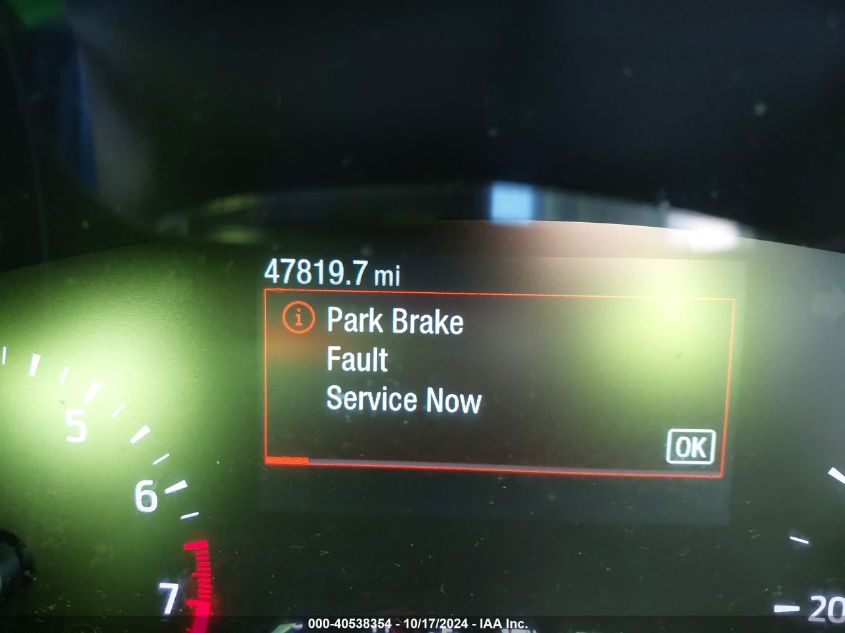 47819.7 mi
i
Park Brake
Fault
Service Now
OK
5
6
7
20
000-40538354 - 10/17/2024 - IAA Inc.